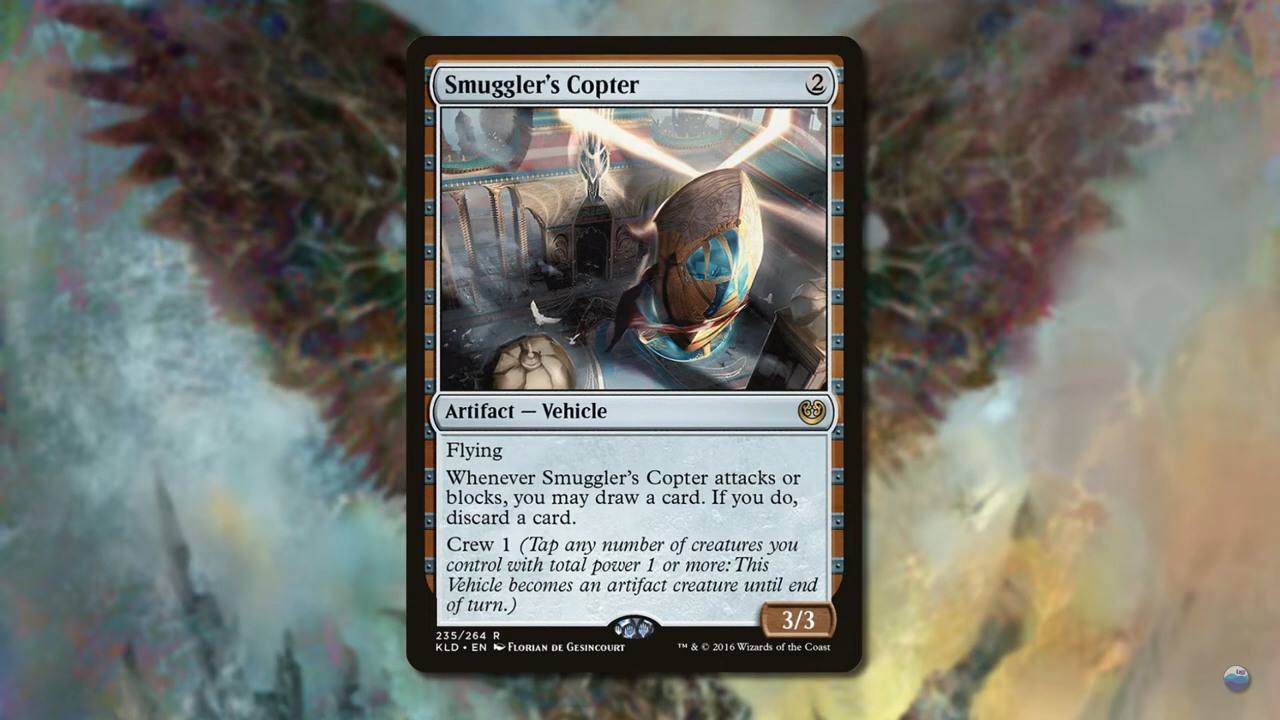 Smuggler's Copter 2
Artifact — Vehicle
Flying
Whenever Smuggler's Copter attacks or
blocks, you may draw a card. If you do,
discard a card.
Crew 1 (Tap any number of creatures you
control with total power 1 or more: This
Vehicle becomes an artifact creature until end
of turn.)
3/3
235/264 R
KLD • EN Florian de Gesincourt
™ & © 2016 Wizards of the Coast